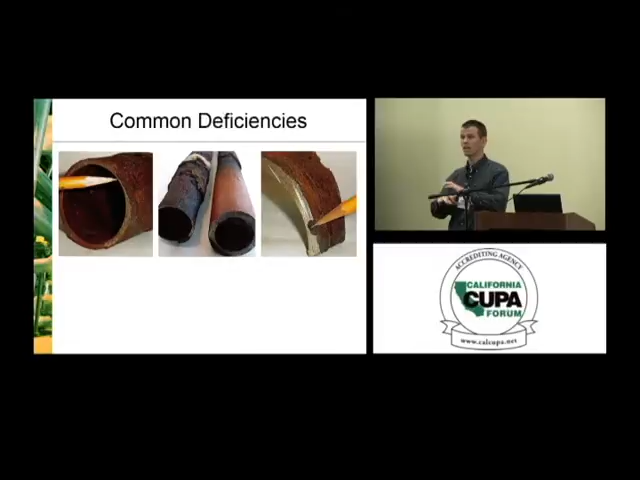 Common Deficiencies
ACCREDITING AGENCY
CALIFORNIA
CUPA
FORUM
www.calcupa.net